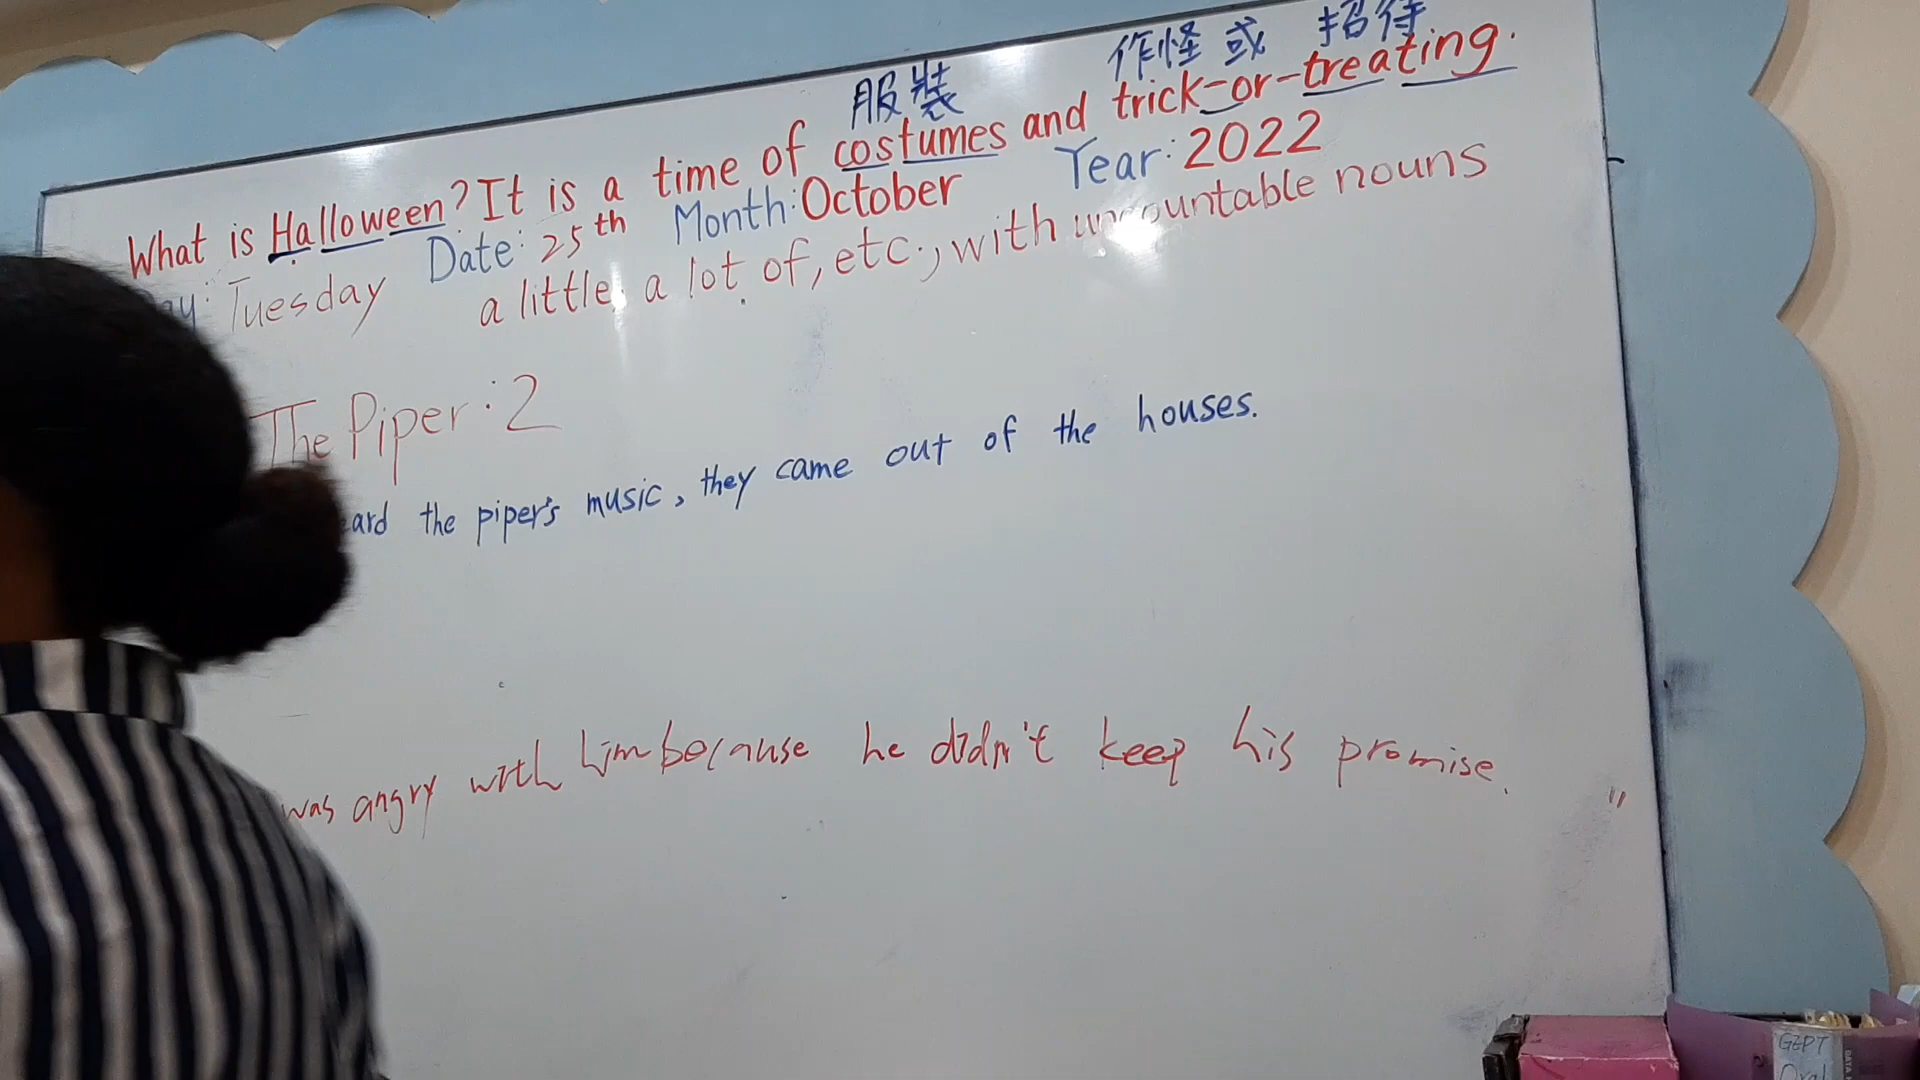 服裝 作怪或 招待
What is Halloween? It is a time of costumes and trick-or-treating.
Tuesday Date: 25th Month: October Year: 2022
a little, a lot of, etc., with uncountable nouns
The Piper: 2
the piper's music, they came out of the houses.
was angry with him because he didn't keep his promise.
GEPT
Oral